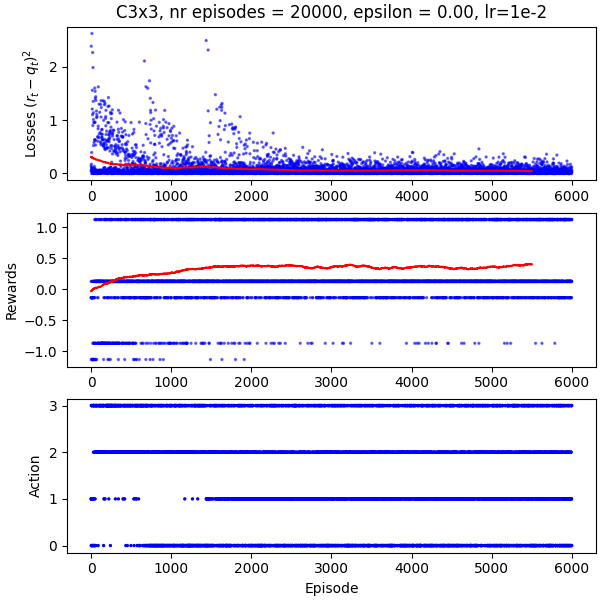 C3x3, nr episodes = 20000, epsilon = 0.00, lr=1e-2
Losses (r_t − q_t)^2
2
1
0
0 1000 2000 3000 4000 5000 6000
Rewards
1.0
0.5
0.0
−0.5
−1.0
0 1000 2000 3000 4000 5000 6000
Action
3
2
1
0
0 1000 2000 3000 4000 5000 6000
Episode